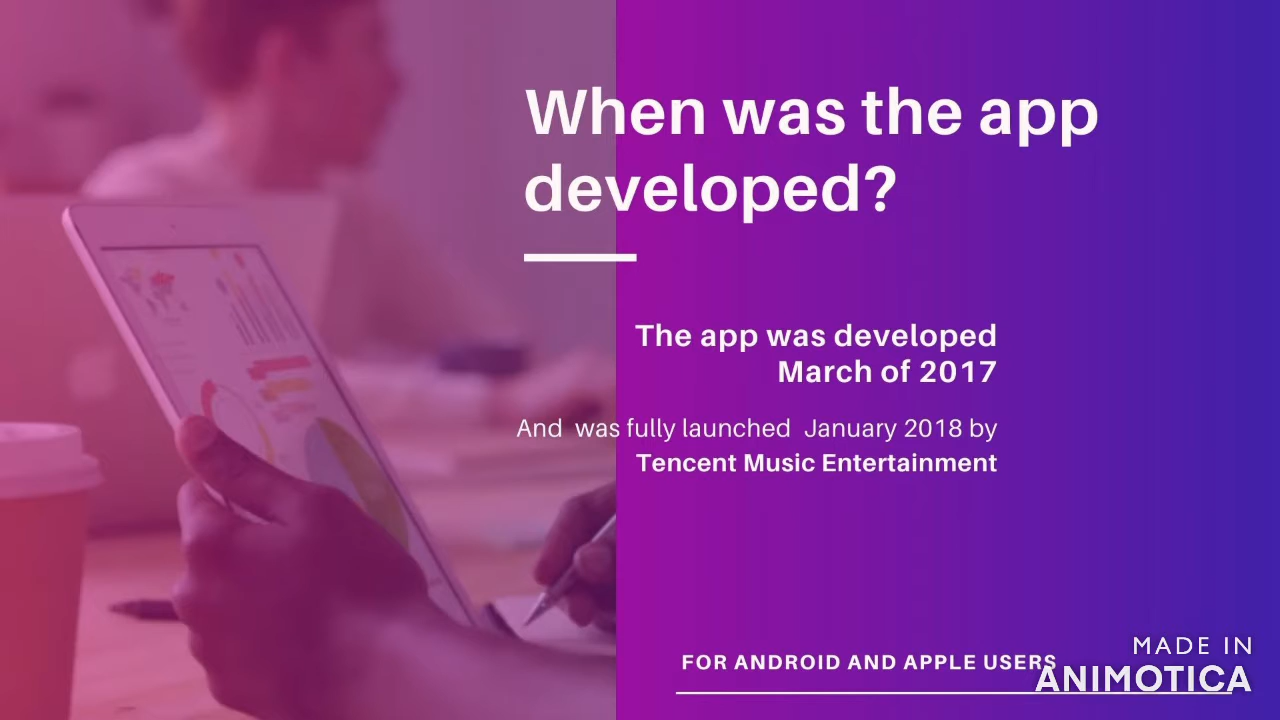 When was the app
developed?
The app was developed
March of 2017
And was fully launched January 2018 by
Tencent Music Entertainment
FOR ANDROID AND APPLE USERS
MADE IN
ANIMOTICA